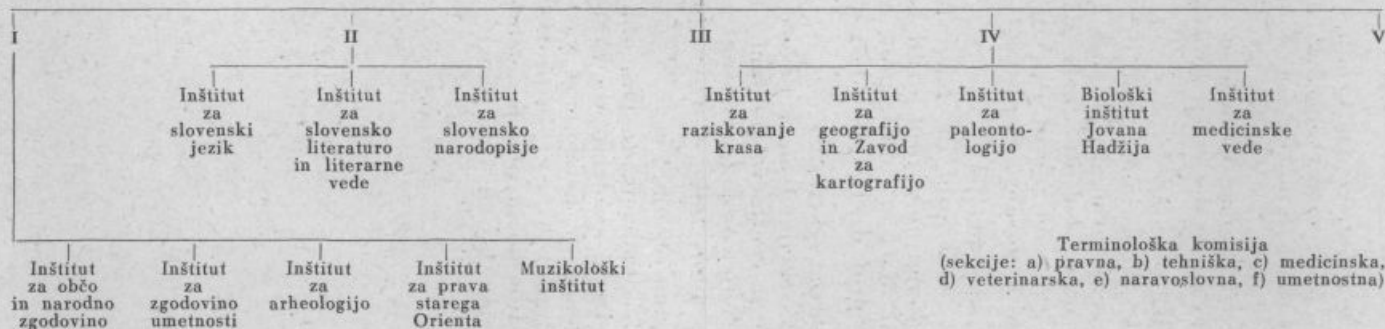 I
II
III
IV
V
Inštitut
za
slovenski
jezik
Inštitut
za
slovensko
literaturo
in literarne
vede
Inštitut
za
slovensko
narodopisje
Inštitut
za
raziskovanje
krasa
Inštitut
za
geografijo
in Zavod
za
kartografijo
Inštitut
za
paleonto-
logijo
Biološki
inštitut
Jovana
Hadžija
Inštitut
za
medicinske
vede
Inštitut
za občo
in narodno
zgodovino
Inštitut
za
zgodovino
umetnosti
Inštitut
za
arheologijo
Inštitut
za prava
starega
Orienta
Muzikološki
inštitut
Terminološka komisija
(sekcije: a) pravna, b) tehniška, c) medicinska,
d) veterinarska, e) naravoslovna, f) umetnostna)